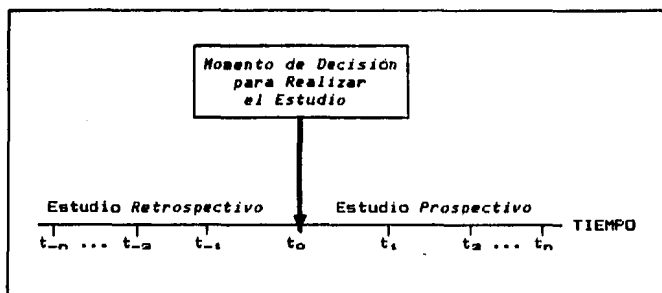 Momento de Decisión
para Realizar
el Estudio
Estudio Retrospectivo Estudio Prospectivo
TIEMPO
t₋n ... t₋₂ t₋₁ t₀ t₁ t₂ ... tn